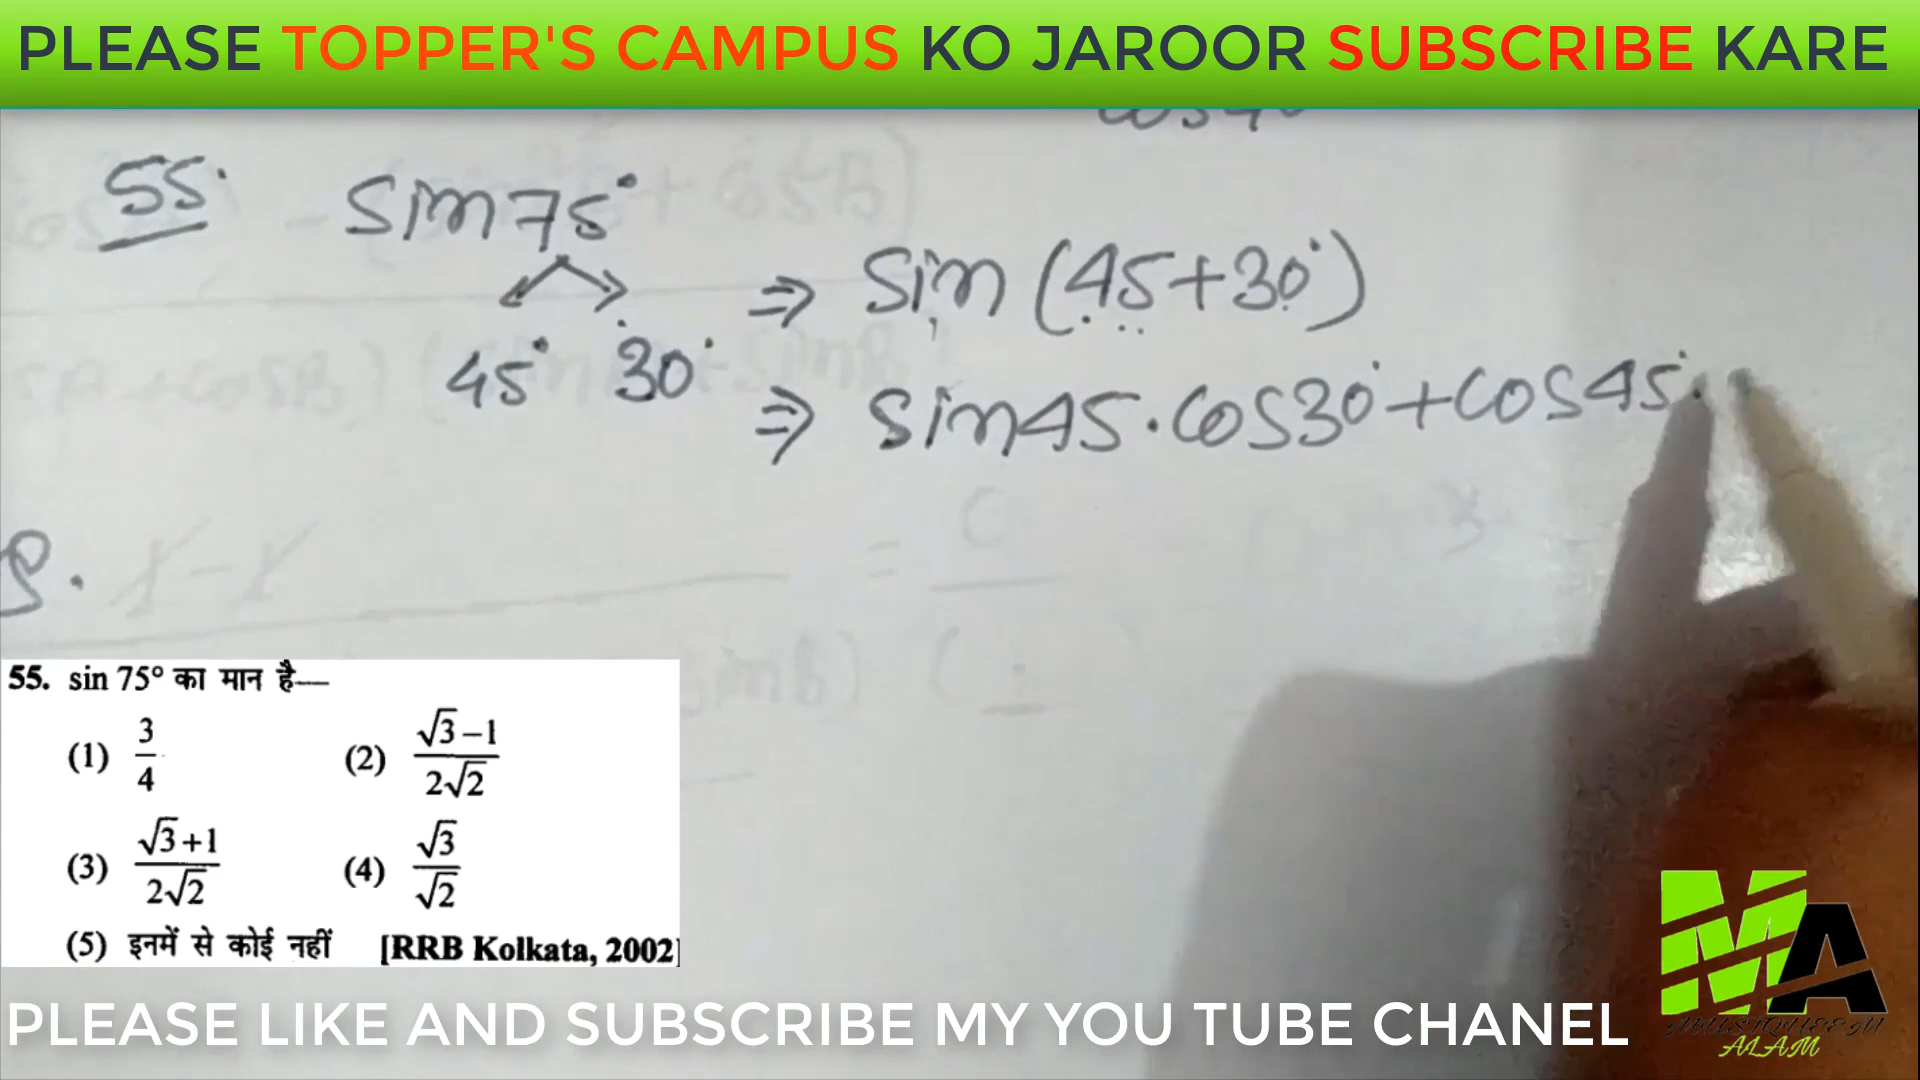 PLEASE TOPPER'S CAMPUS KO JAROOR SUBSCRIBE KARE
55. Sin75°
⇒ Sin(45+30°)
45° 30°
⇒ Sin45.Cos30°+Cos45°.
55. sin 75° का मान है—
(1) 3/4 (2) √3−1/2√2
(3) √3+1/2√2 (4) √3/√2
(5) इनमें से कोई नहीं [RRB Kolkata, 2002]
MA
ALAM
PLEASE LIKE AND SUBSCRIBE MY YOU TUBE CHANEL